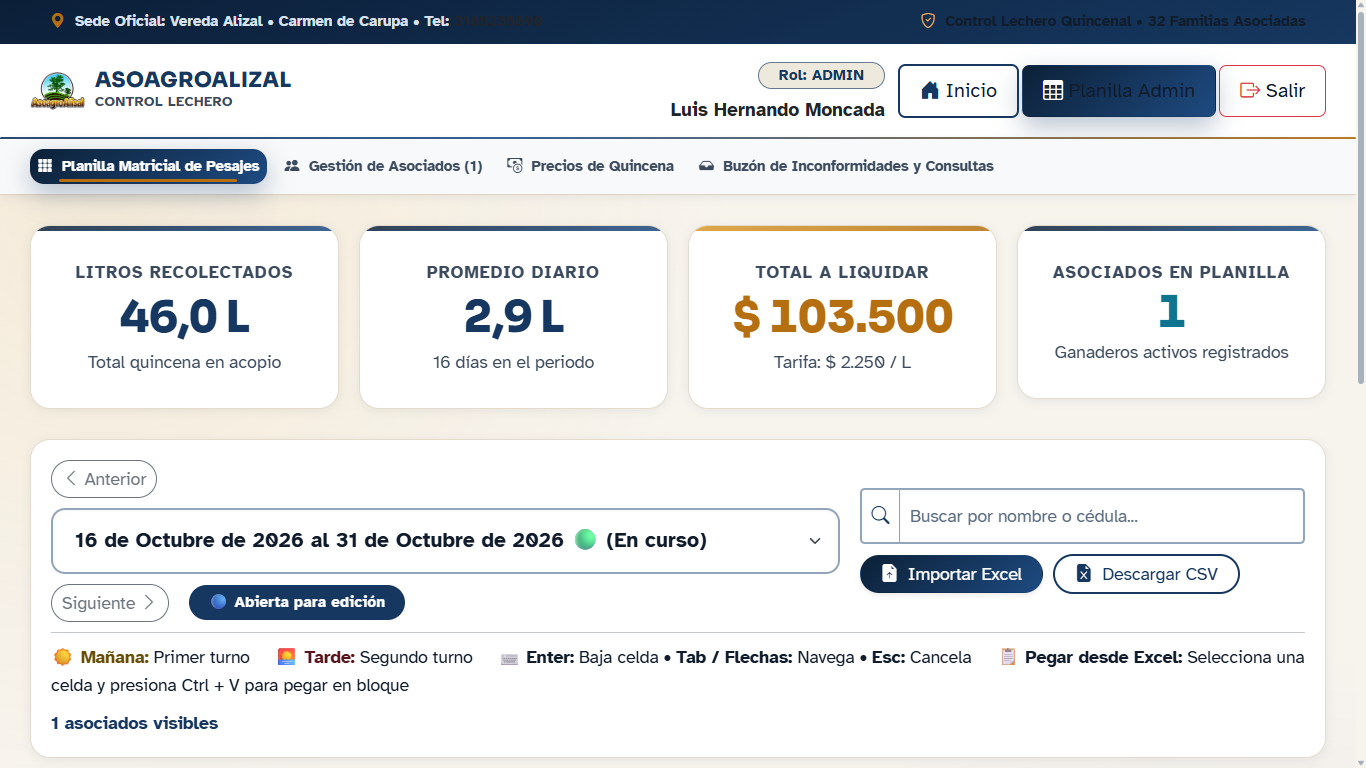 Sede Oficial: Vereda Alizal • Carmen de Carupa • Tel:
Control Lechero Quincenal • 32 Familias Asociadas
AsoagroAlizal
ASOAGROALIZAL
CONTROL LECHERO
Rol: ADMIN
Luis Hernando Moncada
Inicio
Planilla Admin
Salir
Planilla Matricial de Pesajes
Gestión de Asociados (1)
Precios de Quincena
Buzón de Inconformidades y Consultas
LITROS RECOLECTADOS
46,0 L
Total quincena en acopio
PROMEDIO DIARIO
2,9 L
16 días en el periodo
TOTAL A LIQUIDAR
$ 103.500
Tarifa: $ 2.250 / L
ASOCIADOS EN PLANILLA
1
Ganaderos activos registrados
Anterior
16 de Octubre de 2026 al 31 de Octubre de 2026 (En curso)
Siguiente
Abierta para edición
Buscar por nombre o cédula...
Importar Excel
Descargar CSV
Mañana: Primer turno Tarde: Segundo turno Enter: Baja celda • Tab / Flechas: Navega • Esc: Cancela Pegar desde Excel: Selecciona una
celda y presiona Ctrl + V para pegar en bloque
1 asociados visibles